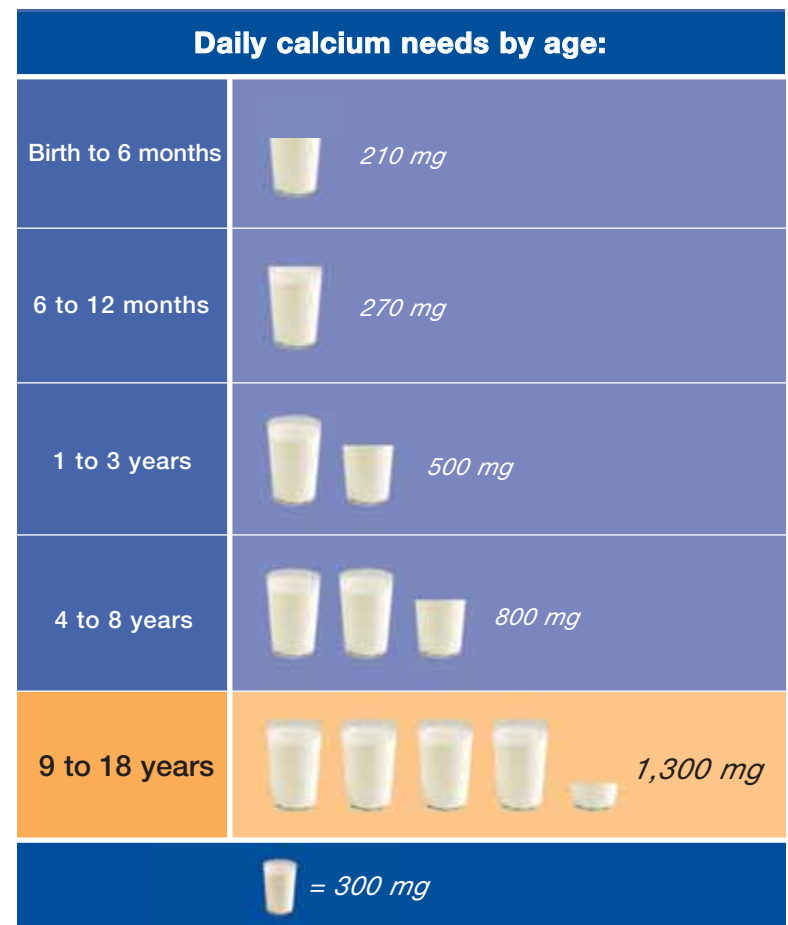 Daily calcium needs by age:
Birth to 6 months
210 mg
6 to 12 months
270 mg
1 to 3 years
500 mg
4 to 8 years
800 mg
9 to 18 years
1,300 mg
= 300 mg